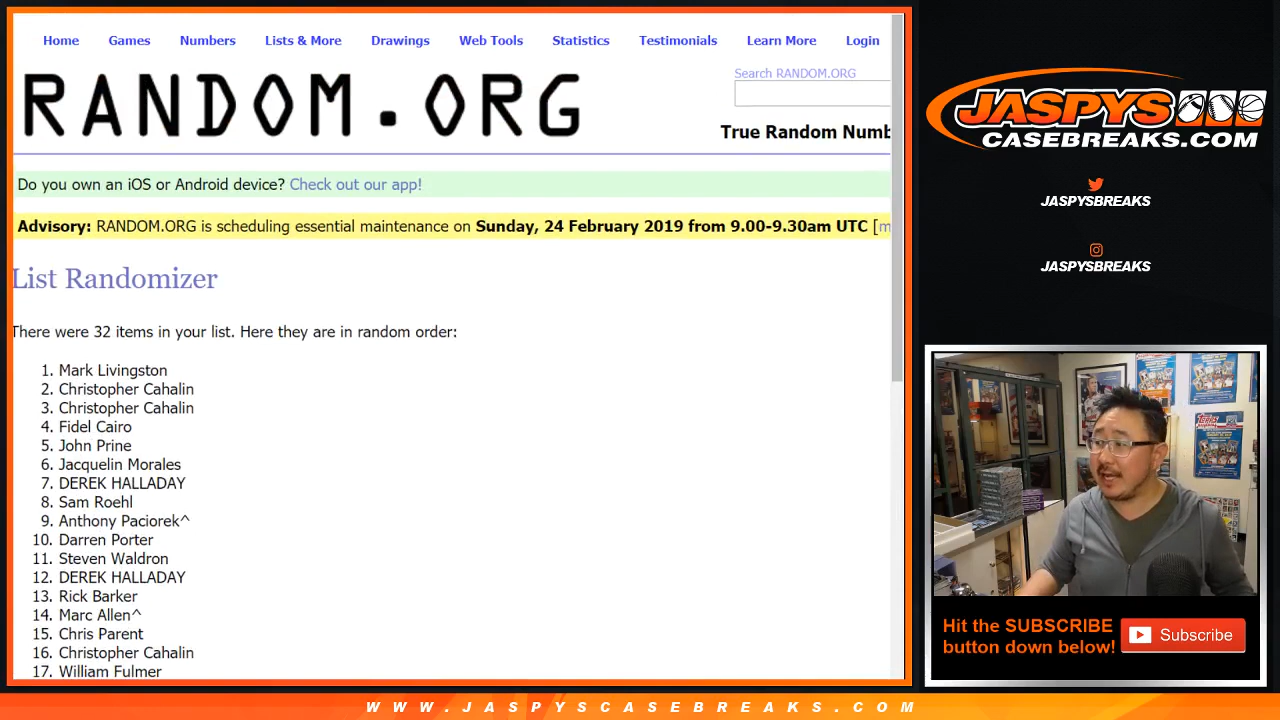 Home Games Numbers Lists & More Drawings Web Tools Statistics Testimonials Learn More Login
RANDOM.ORG
Search RANDOM.ORG
True Random Numb
Do you own an iOS or Android device? Check out our app!
Advisory: RANDOM.ORG is scheduling essential maintenance on Sunday, 24 February 2019 from 9.00-9.30am UTC [m
List Randomizer
There were 32 items in your list. Here they are in random order:
1. Mark Livingston
2. Christopher Cahalin
3. Christopher Cahalin
4. Fidel Cairo
5. John Prine
6. Jacquelin Morales
7. DEREK HALLADAY
8. Sam Roehl
9. Anthony Paciorek^
10. Darren Porter
11. Steven Waldron
12. DEREK HALLADAY
13. Rick Barker
14. Marc Allen^
15. Chris Parent
16. Christopher Cahalin
17. William Fulmer
JASPYS
CASEBREAKS.COM
JASPYSBREAKS
JASPYSBREAKS
Hit the SUBSCRIBE
button down below!
Subscribe
WWW.JASPYSCASEBREAKS.COM